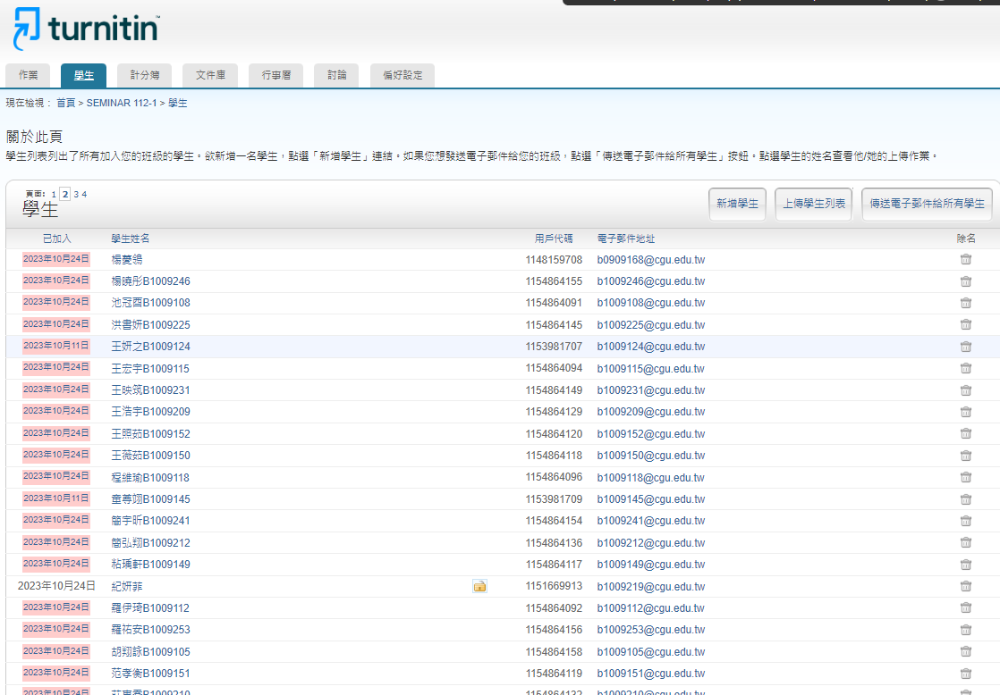 turnitin™
作業 學生 計分簿 文件庫 行事曆 討論 偏好設定
現在檢視： 首頁 > SEMINAR 112-1 > 學生
關於此頁
學生列表列出了所有加入您的班級的學生。欲新增一名學生，點選「新增學生」連結。如果您想發送電子郵件給您的班級，點選「傳送電子郵件給所有學生」按鈕。點選學生的姓名查看他/她的上傳作業。
頁面: 1 2 3 4
學生
新增學生 上傳學生列表 傳送電子郵件給所有學生
已加入 學生姓名 用戶代碼 電子郵件地址 除名
2023年10月24日 楊蓤鴒 1148159708 b0909168@cgu.edu.tw
2023年10月24日 楊曉彤B1009246 1154864155 b1009246@cgu.edu.tw
2023年10月24日 池冠酉B1009108 1154864091 b1009108@cgu.edu.tw
2023年10月24日 洪書妍B1009225 1154864145 b1009225@cgu.edu.tw
2023年10月11日 王妍之B1009124 1153981707 b1009124@cgu.edu.tw
2023年10月24日 王宏宇B1009115 1154864094 b1009115@cgu.edu.tw
2023年10月24日 王映筑B1009231 1154864149 b1009231@cgu.edu.tw
2023年10月24日 王浩宇B1009209 1154864129 b1009209@cgu.edu.tw
2023年10月24日 王照茹B1009152 1154864120 b1009152@cgu.edu.tw
2023年10月24日 王薇茹B1009150 1154864118 b1009150@cgu.edu.tw
2023年10月24日 程維瑜B1009118 1154864096 b1009118@cgu.edu.tw
2023年10月11日 童尊翊B1009145 1153981709 b1009145@cgu.edu.tw
2023年10月24日 簡宇昕B1009241 1154864154 b1009241@cgu.edu.tw
2023年10月24日 簡弘翔B1009212 1154864136 b1009212@cgu.edu.tw
2023年10月24日 粘瑀軒B1009149 1154864117 b1009149@cgu.edu.tw
2023年10月24日 紀妍菲 1151669913 b1009219@cgu.edu.tw
2023年10月24日 羅伊琦B1009112 1154864092 b1009112@cgu.edu.tw
2023年10月24日 羅祐安B1009253 1154864156 b1009253@cgu.edu.tw
2023年10月24日 胡翔詠B1009105 1154864158 b1009105@cgu.edu.tw
2023年10月24日 范孝衡B1009151 1154864119 b1009151@cgu.edu.tw
2023年10月24日 B1009210 1154864132 b1009210@cgu.edu.tw